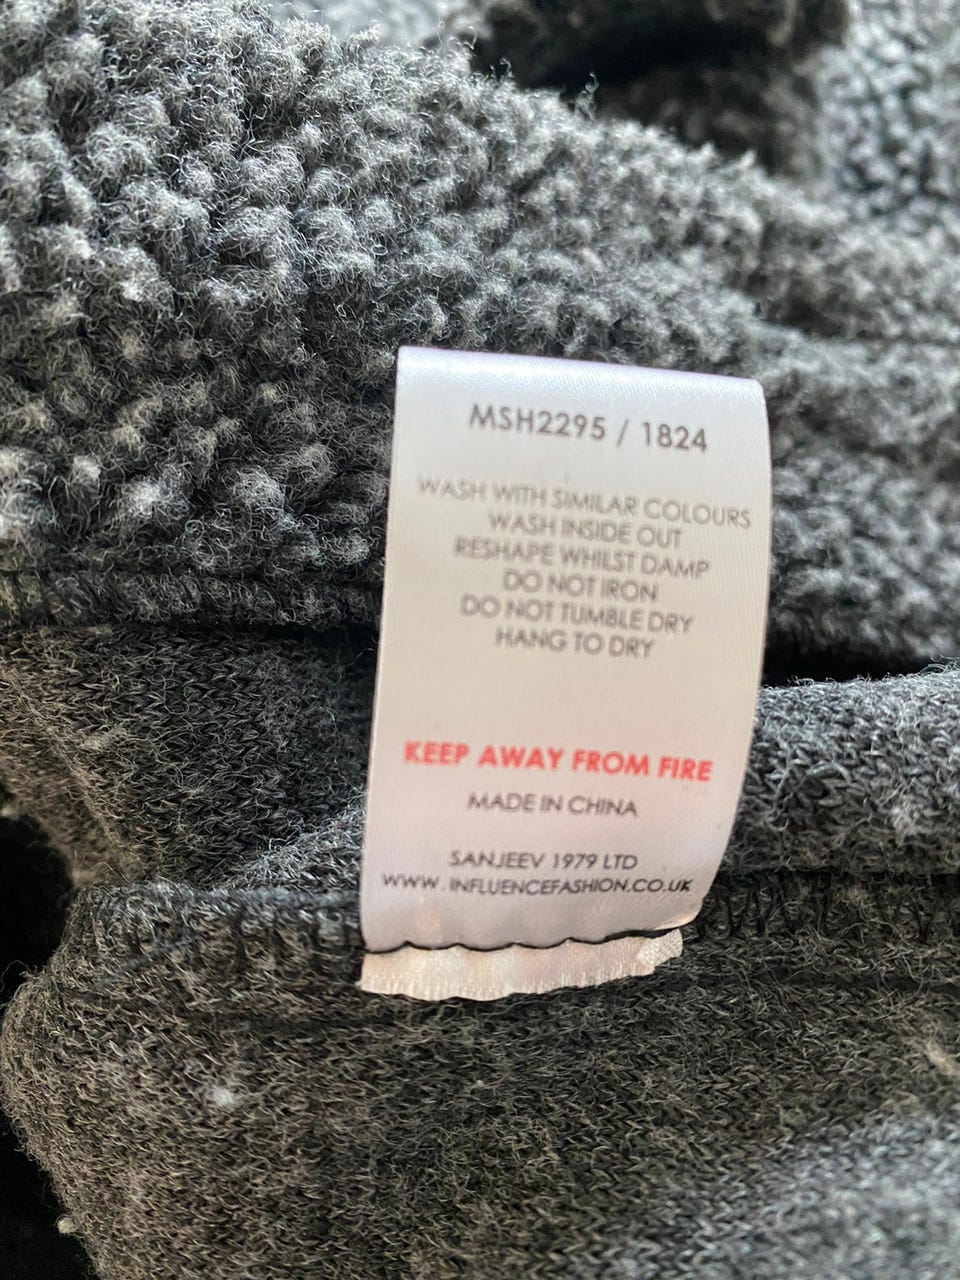 MSH2295 / 1824
WASH WITH SIMILAR COLOURS
WASH INSIDE OUT
RESHAPE WHILST DAMP
DO NOT IRON
DO NOT TUMBLE DRY
HANG TO DRY
KEEP AWAY FROM FIRE
MADE IN CHINA
SANJEEV 1979 LTD
WWW.INFLUENCEFASHION.CO.UK